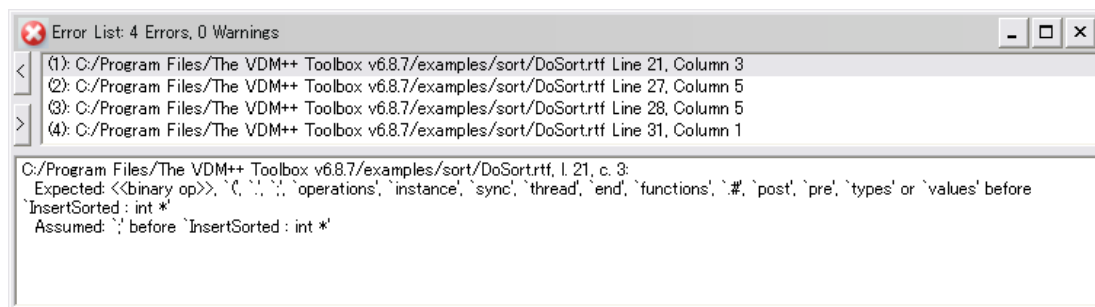 Error List: 4 Errors, 0 Warnings
(1): C:/Program Files/The VDM++ Toolbox v6.8.7/examples/sort/DoSort.rtf Line 21, Column 3
(2): C:/Program Files/The VDM++ Toolbox v6.8.7/examples/sort/DoSort.rtf Line 27, Column 5
(3): C:/Program Files/The VDM++ Toolbox v6.8.7/examples/sort/DoSort.rtf Line 28, Column 5
(4): C:/Program Files/The VDM++ Toolbox v6.8.7/examples/sort/DoSort.rtf Line 31, Column 1
C:/Program Files/The VDM++ Toolbox v6.8.7/examples/sort/DoSort.rtf, l. 21, c. 3:
Expected: <<binary op>>, `(', `.', `;', `operations', `instance', `sync', `thread', `end', `functions', `.#', `post', `pre', `types' or `values' before
`InsertSorted : int *'
Assumed: `;' before `InsertSorted : int *'